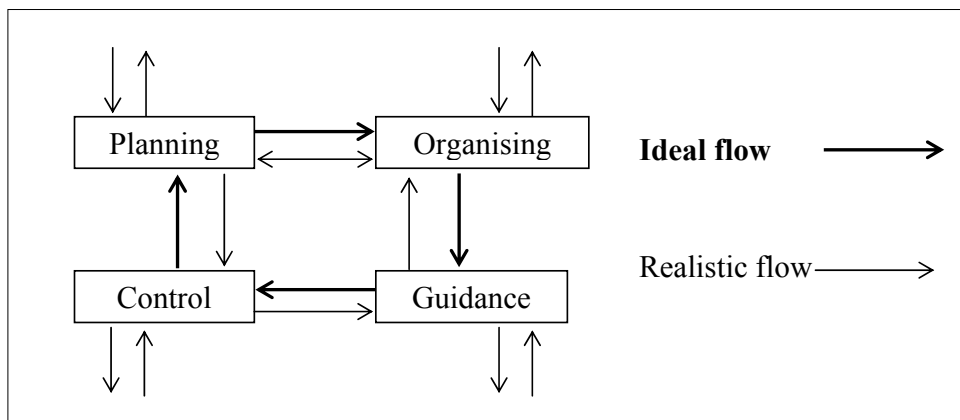 Planning
Organising
Ideal flow
Realistic flow
Control
Guidance